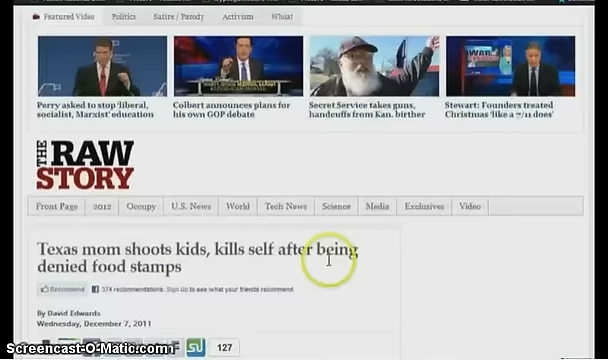 Featured Video Politics Satire / Parody Activism Whoa!
Perry asked to stop 'liberal,
socialist, Marxist' education
Colbert announces plans for
his own GOP debate
Secret Service takes guns,
handcuffs from Kan. birther
Stewart: Founders treated
Christmas 'like a 7/11 does'
THE RAW
STORY
Front Page 2012 Occupy U.S. News World Tech News Science Media Exclusives Video
Texas mom shoots kids, kills self after being
denied food stamps
Recommend 374 recommendations. Sign Up to see what your friends recommend.
By David Edwards
Wednesday, December 7, 2011
127
Screencast-O-Matic.com